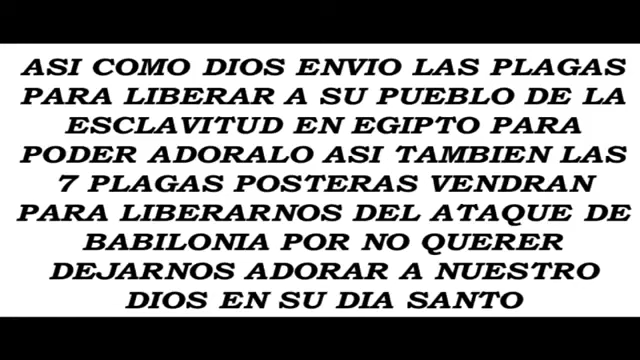 ASI COMO DIOS ENVIO LAS PLAGAS
PARA LIBERAR A SU PUEBLO DE LA
ESCLAVITUD EN EGIPTO PARA
PODER ADORALO ASI TAMBIEN LAS
7 PLAGAS POSTERAS VENDRAN
PARA LIBERARNOS DEL ATAQUE DE
BABILONIA POR NO QUERER
DEJARNOS ADORAR A NUESTRO
DIOS EN SU DIA SANTO